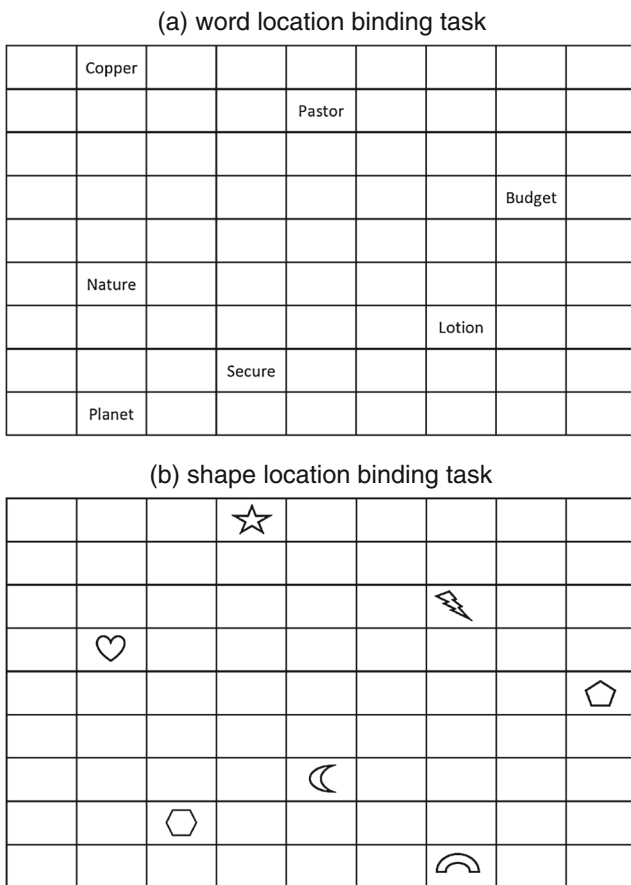 (a) word location binding task
Copper
Pastor
Budget
Nature
Lotion
Secure
Planet
(b) shape location binding task